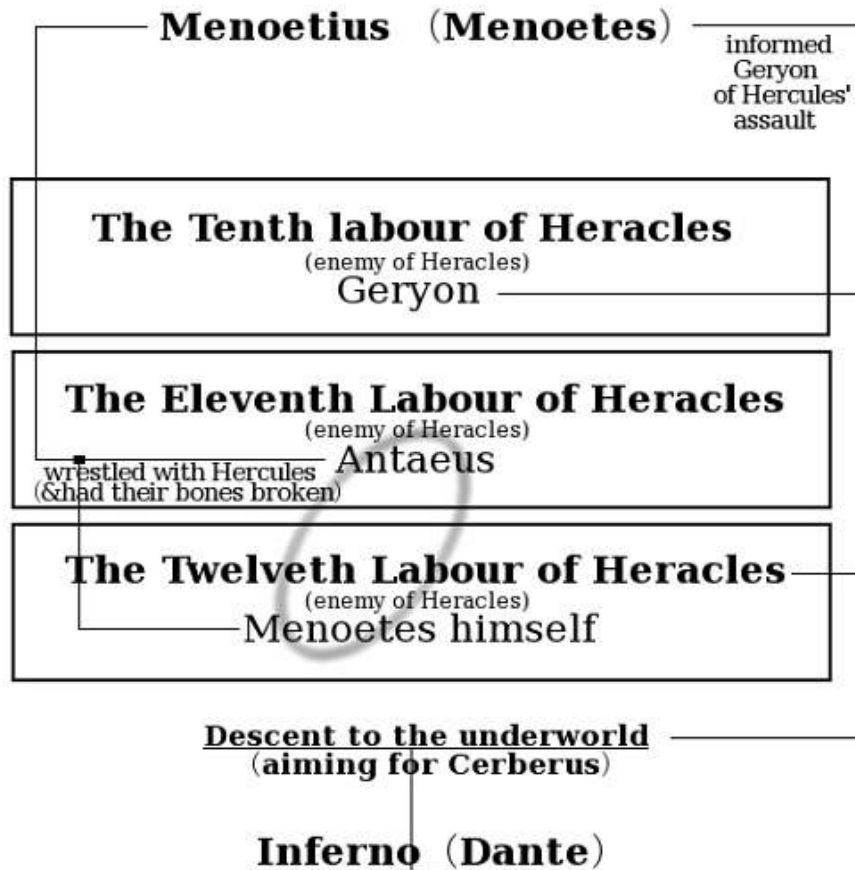 Menoetius (Menoetes)
informed
Geryon
of Hercules'
assault
The Tenth labour of Heracles
(enemy of Heracles)
Geryon
The Eleventh Labour of Heracles
(enemy of Heracles)
Antaeus
wrestled with Hercules
(&had their bones broken)
The Twelveth Labour of Heracles
(enemy of Heracles)
Menoetes himself
Descent to the underworld
(aiming for Cerberus)
Inferno (Dante)